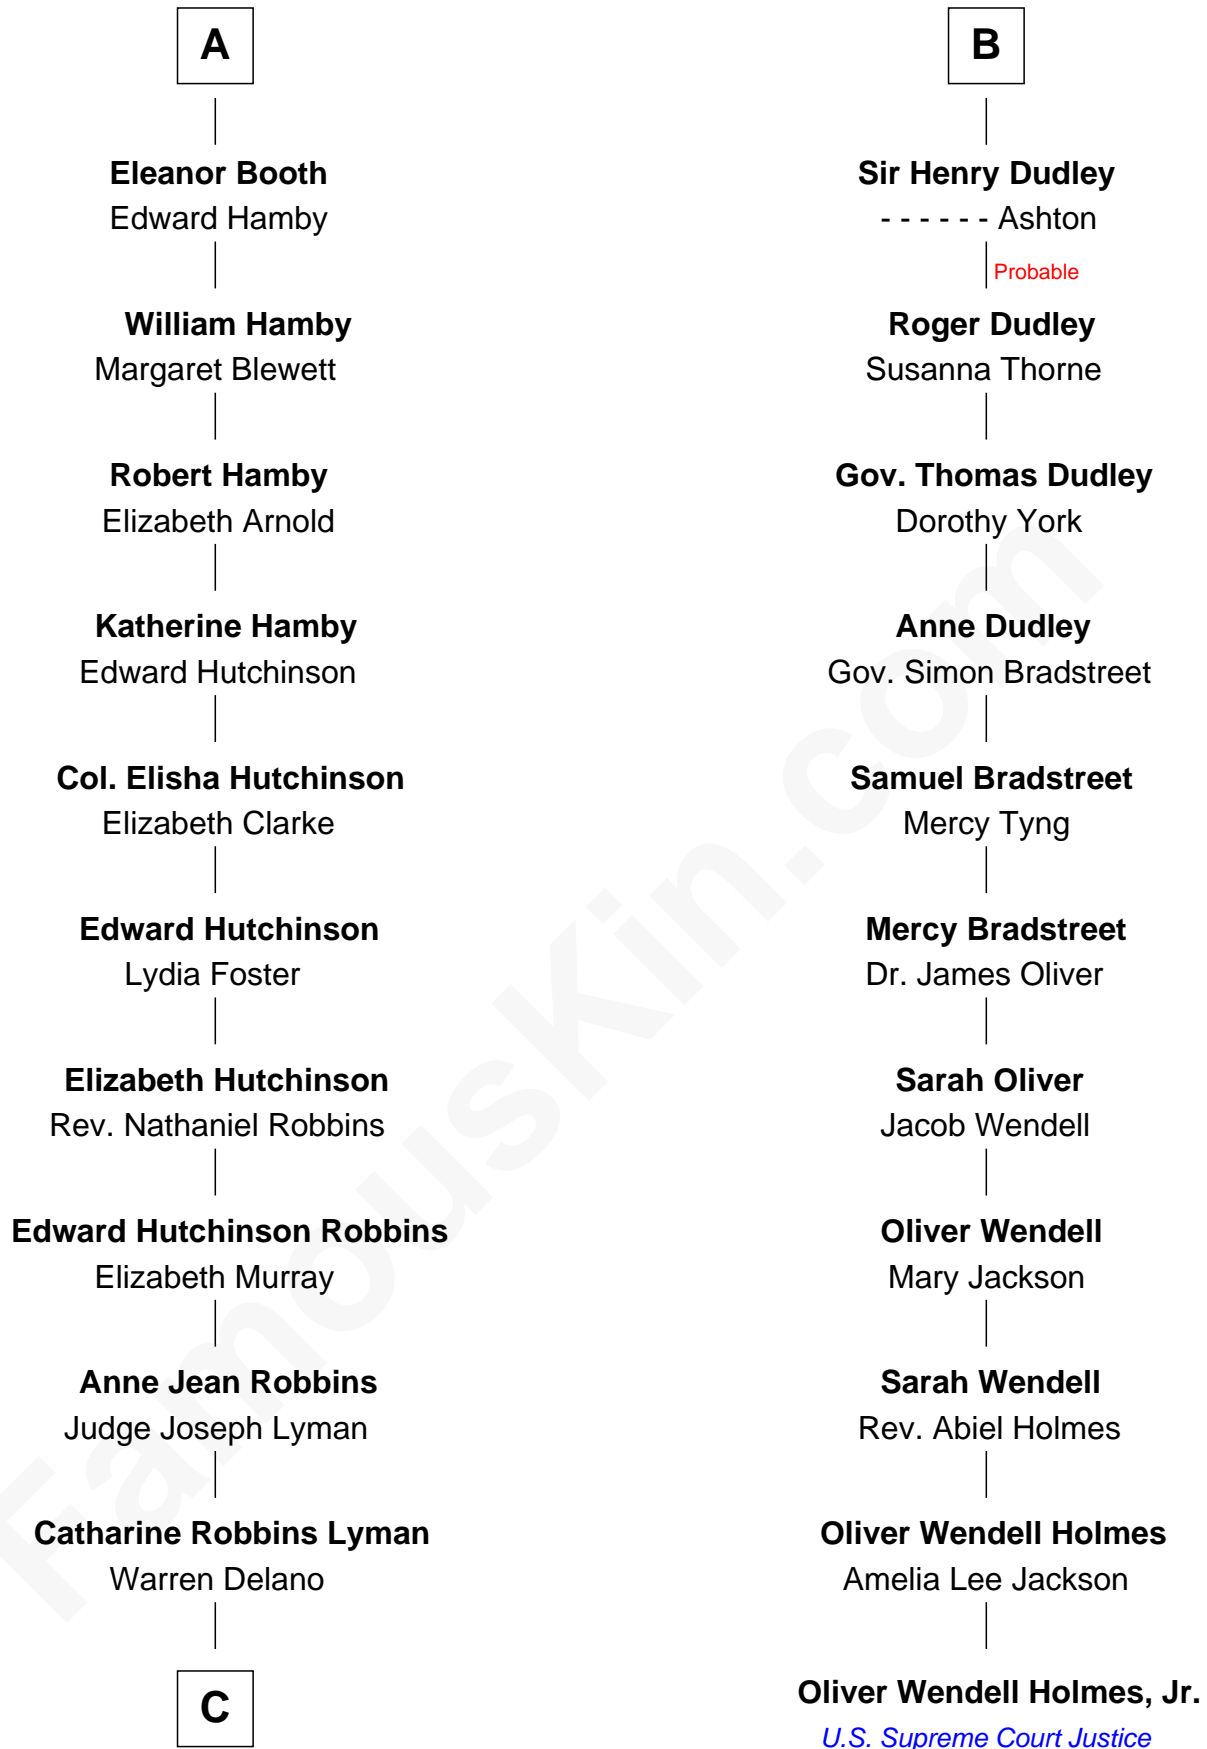 A
Eleanor Booth
Edward Hamby
William Hamby
Margaret Blewett
Robert Hamby
Elizabeth Arnold
Katherine Hamby
Edward Hutchinson
Col. Elisha Hutchinson
Elizabeth Clarke
Edward Hutchinson
Lydia Foster
Elizabeth Hutchinson
Rev. Nathaniel Robbins
Edward Hutchinson Robbins
Elizabeth Murray
Anne Jean Robbins
Judge Joseph Lyman
Catharine Robbins Lyman
Warren Delano
C
B
Sir Henry Dudley
- - - - - - Ashton
Probable
Roger Dudley
Susanna Thorne
Gov. Thomas Dudley
Dorothy York
Anne Dudley
Gov. Simon Bradstreet
Samuel Bradstreet
Mercy Tyng
Mercy Bradstreet
Dr. James Oliver
Sarah Oliver
Jacob Wendell
Oliver Wendell
Mary Jackson
Sarah Wendell
Rev. Abiel Holmes
Oliver Wendell Holmes
Amelia Lee Jackson
Oliver Wendell Holmes, Jr.
U.S. Supreme Court Justice
FamousKin.com